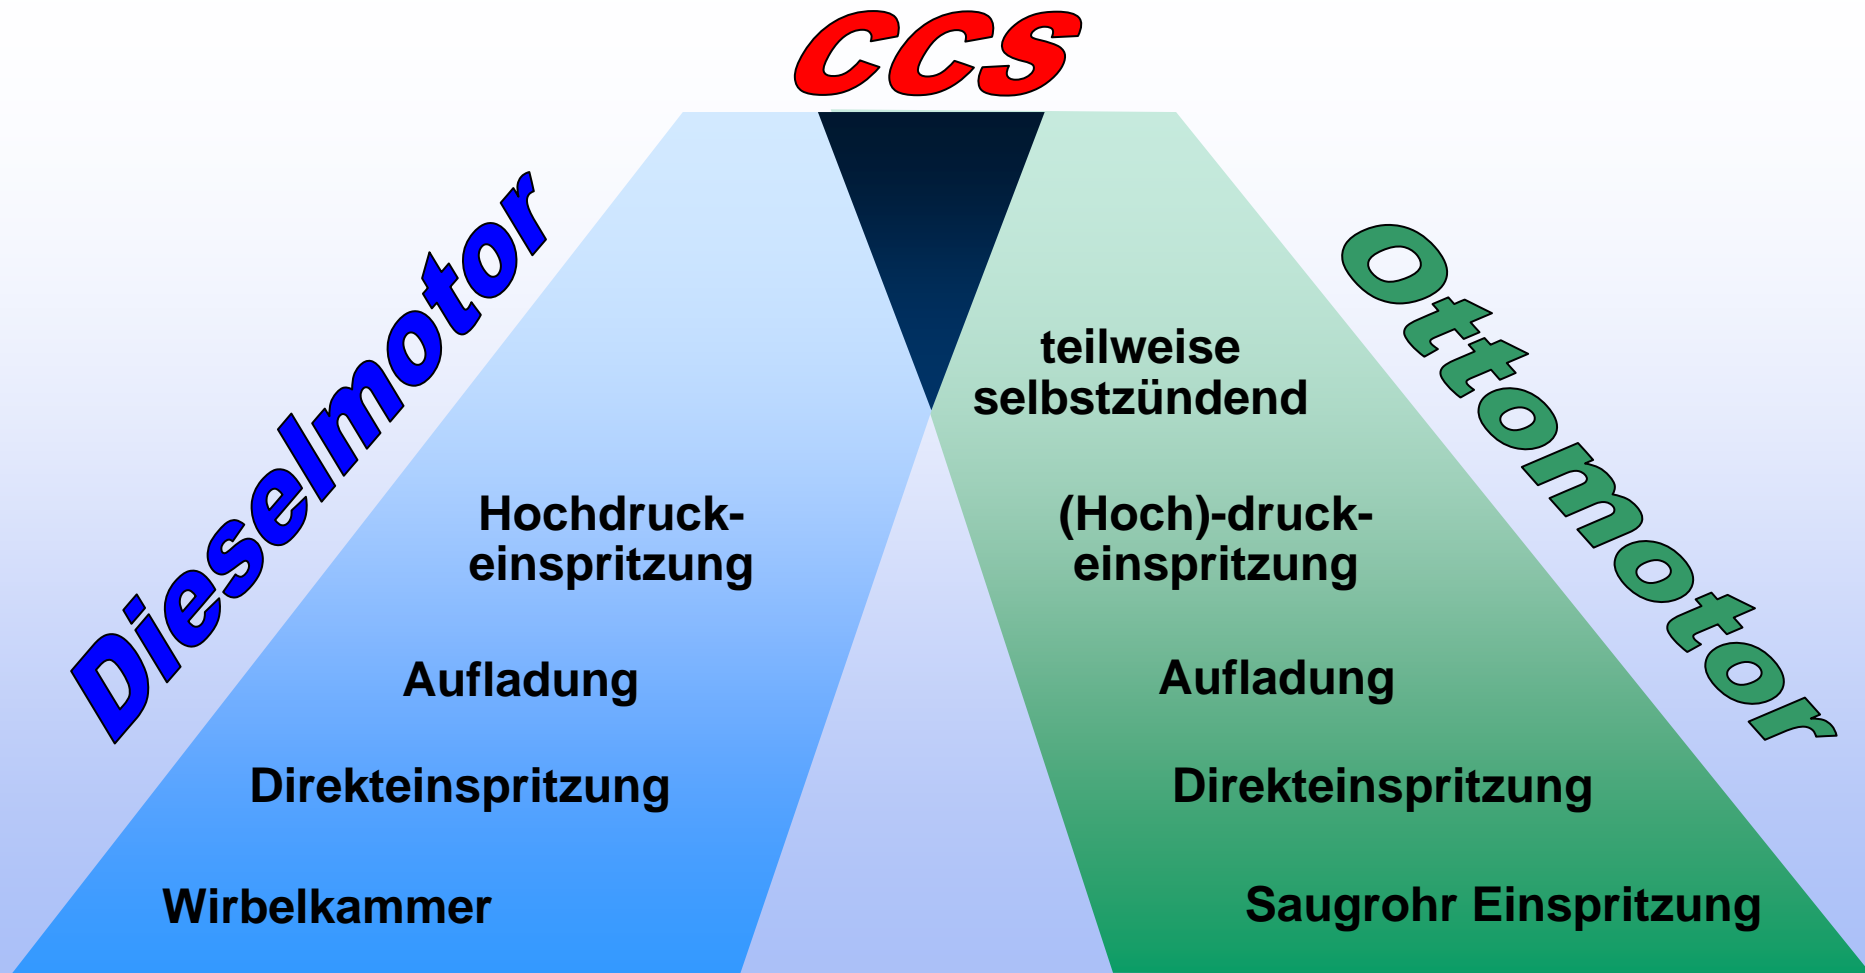 CCS
Dieselmotor
Hochdruck-
einspritzung
Aufladung
Direkteinspritzung
Wirbelkammer
Ottomotor
teilweise
selbstzündend
(Hoch)-druck-
einspritzung
Aufladung
Direkteinspritzung
Saugrohr Einspritzung